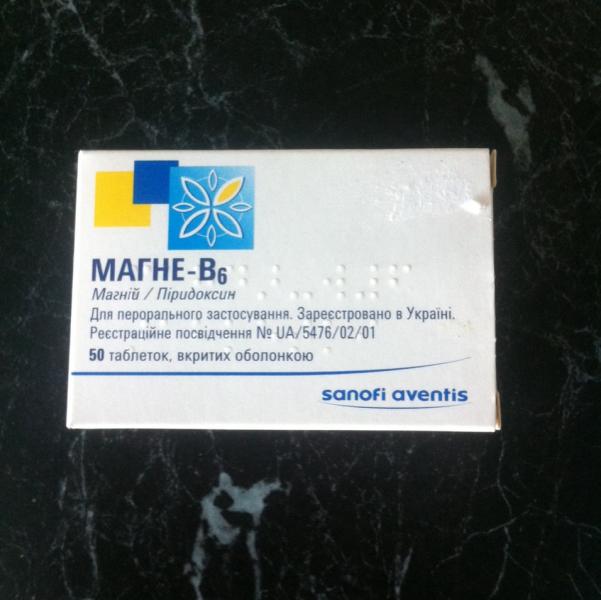 МАГНЕ-В6
Магній / Піридоксин
Для перорального застосування. Зареєстровано в Україні.
Реєстраційне посвідчення № UA/5476/02/01
50 таблеток, вкритих оболонкою
sanofi aventis